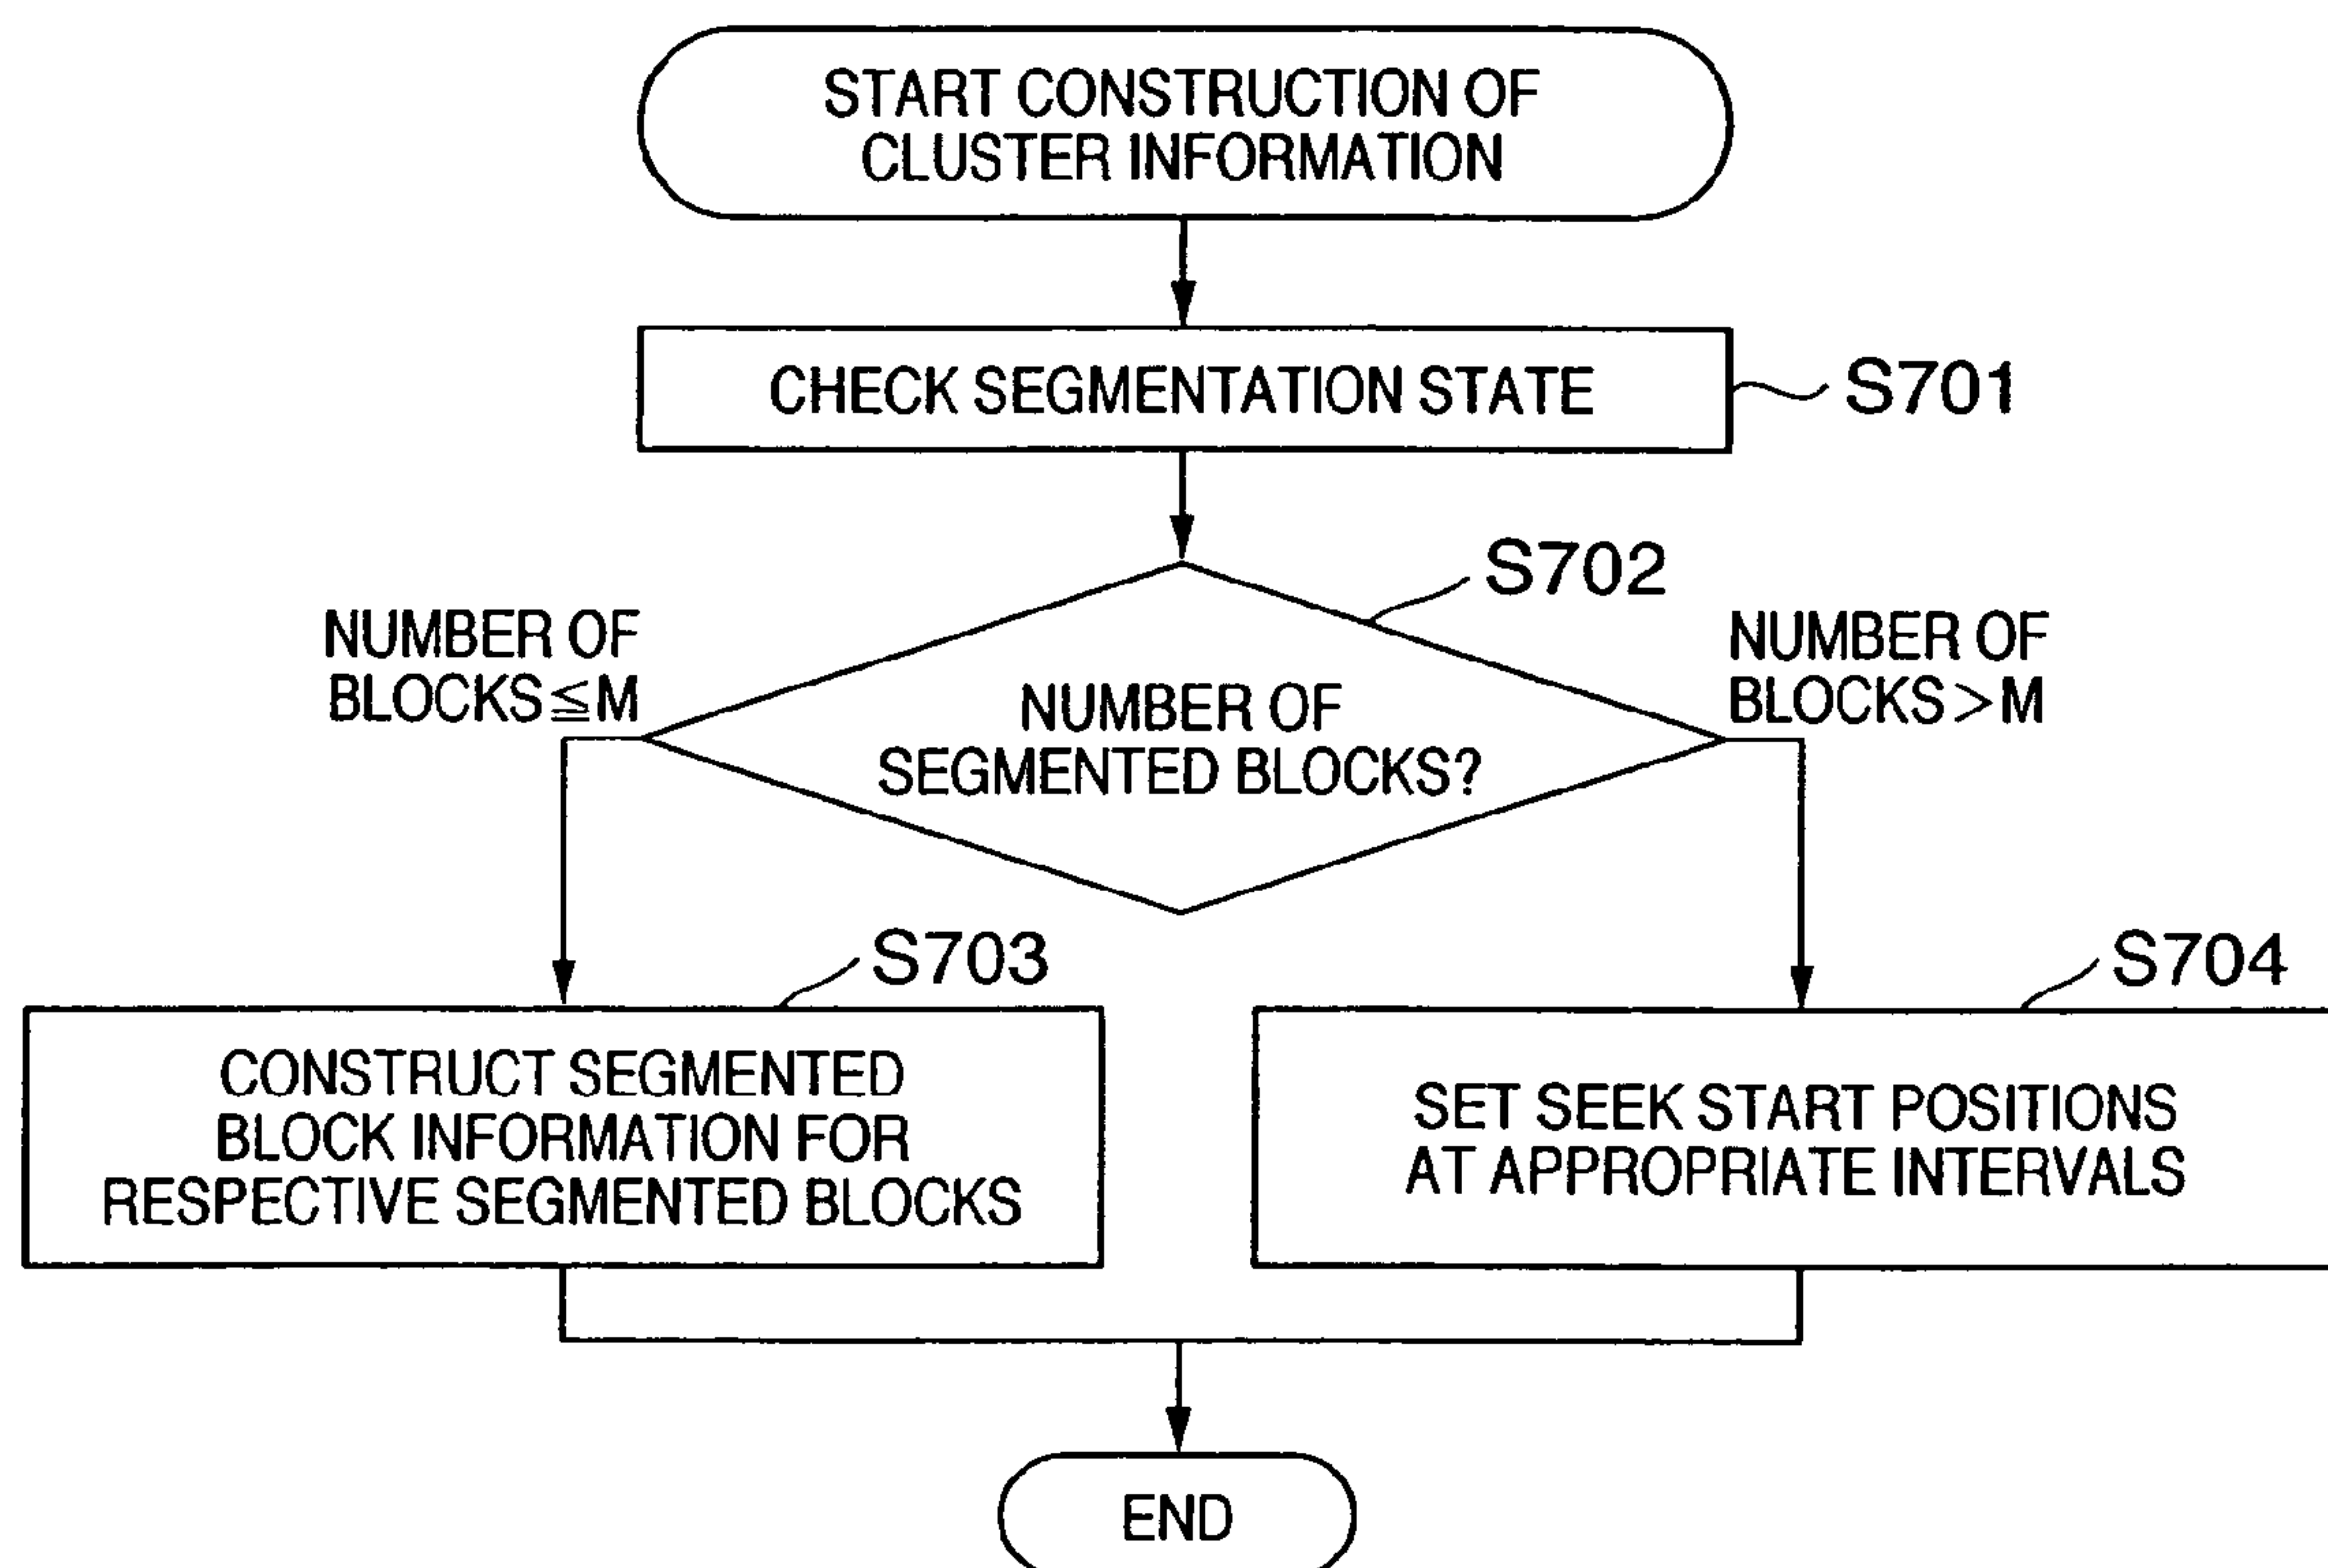 START CONSTRUCTION OF
CLUSTER INFORMATION
CHECK SEGMENTATION STATE
S701
S702
NUMBER OF
BLOCKS≦M
NUMBER OF
BLOCKS>M
NUMBER OF
SEGMENTED BLOCKS?
S703
S704
CONSTRUCT SEGMENTED
BLOCK INFORMATION FOR
RESPECTIVE SEGMENTED BLOCKS
SET SEEK START POSITIONS
AT APPROPRIATE INTERVALS
END